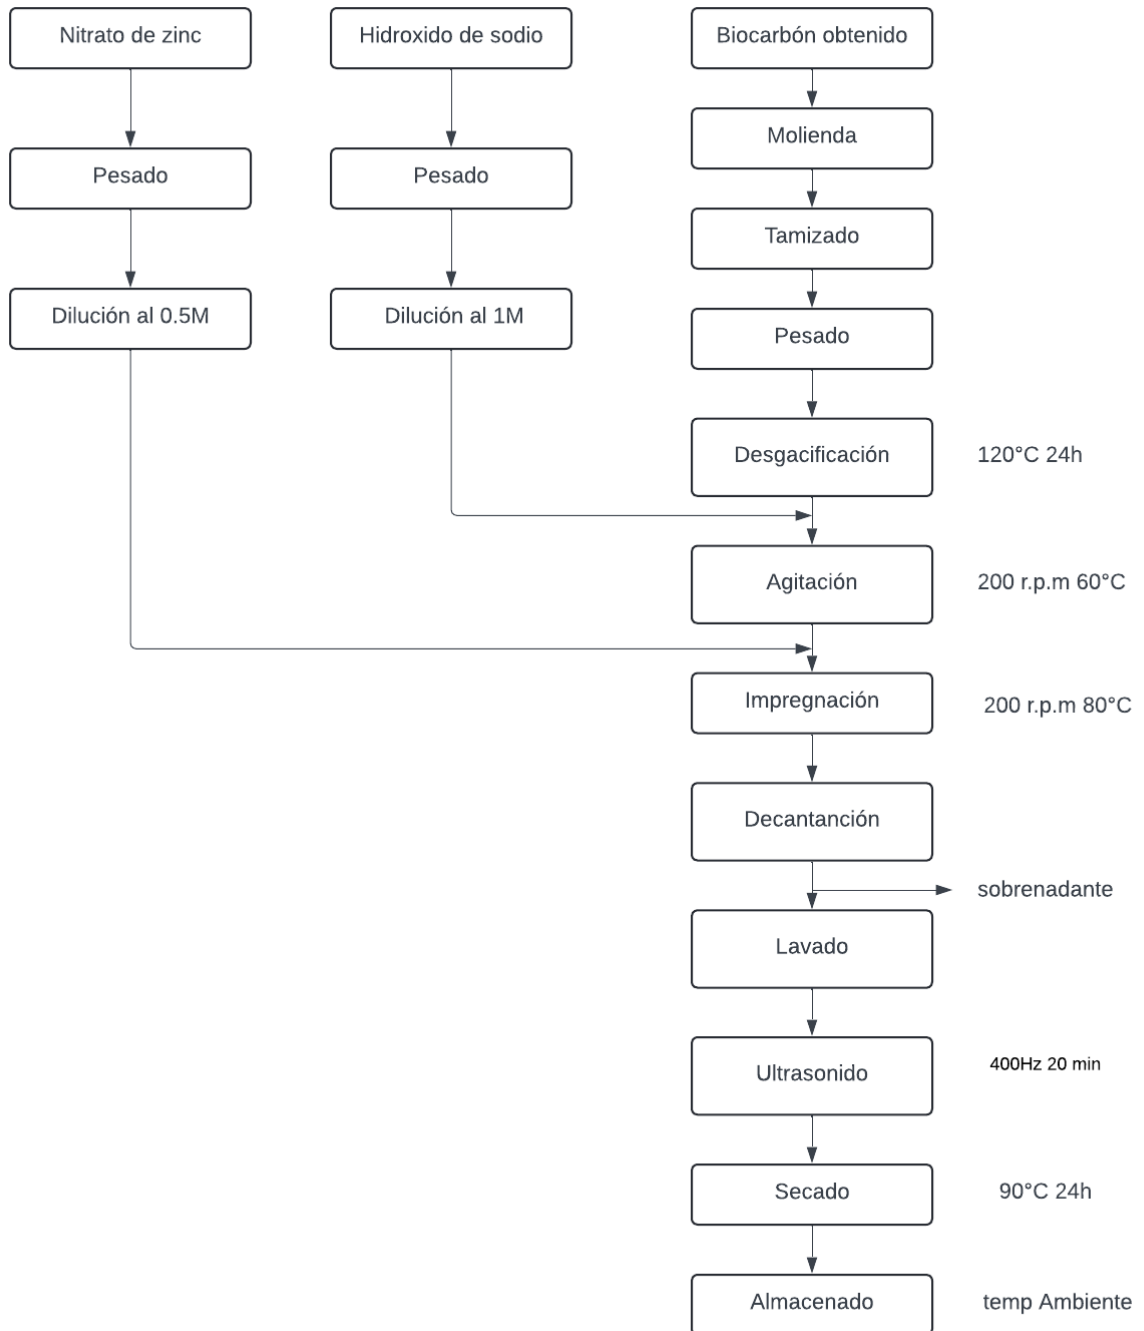 Nitrato de zinc
Hidroxido de sodio
Biocarbón obtenido
Molienda
Pesado
Pesado
Tamizado
Dilución al 0.5M
Dilución al 1M
Pesado
Desgacificación
120°C 24h
Agitación
200 r.p.m 60°C
Impregnación
200 r.p.m 80°C
Decantanción
sobrenadante
Lavado
Ultrasonido
400Hz 20 min
Secado
90°C 24h
Almacenado
temp Ambiente